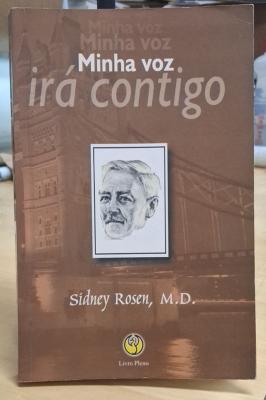 Minha voz
Minha voz
Minha voz
irá contigo
Sidney Rosen, M.D.
Livro Pleno